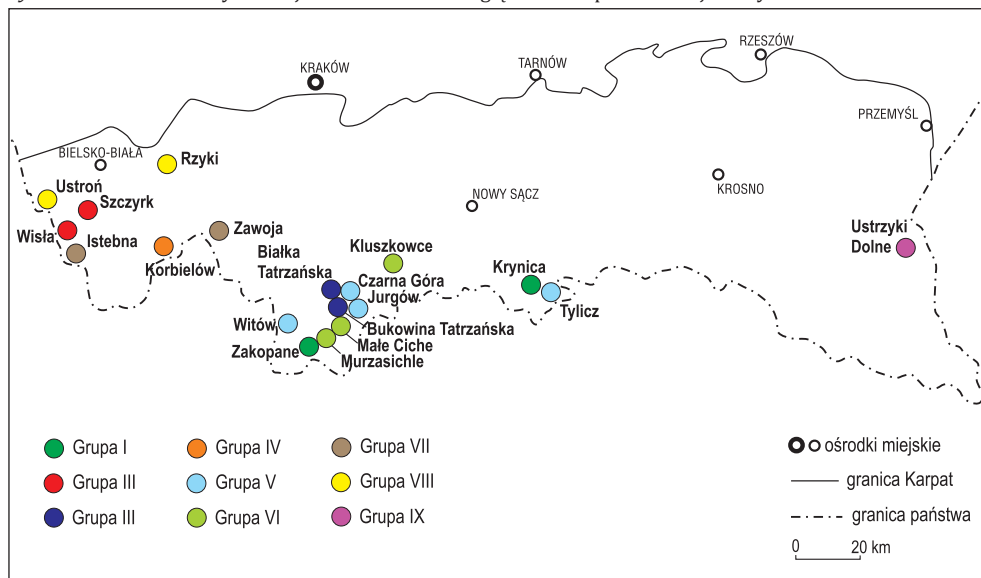 RZESZÓW
KRAKÓW
TARNÓW
PRZEMYŚL
BIELSKO-BIAŁA
Rzyki
KROSNO
Ustroń
NOWY SĄCZ
Szczyrk
Wisła
Istebna
Zawoja
Ustrzyki
Dolne
Korbielów
Białka
Tatrzańska
Kluszkowce
Krynica
Czarna Góra
Jurgów
Tylicz
Witów
Bukowina Tatrzańska
Małe Ciche
Zakopane
Murzasichle
Grupa I
Grupa IV
Grupa VII
ośrodki miejskie
Grupa III
Grupa V
Grupa VIII
granica Karpat
Grupa III
Grupa VI
Grupa IX
granica państwa
0 20 km